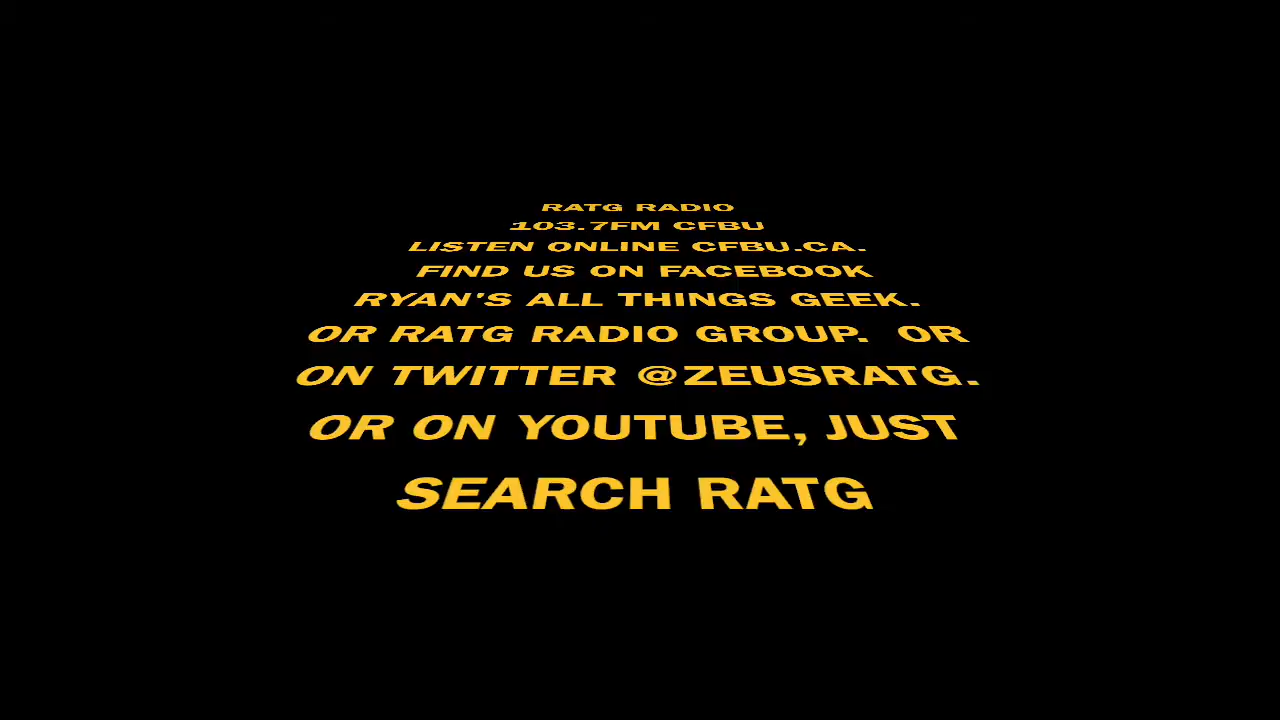 RATG RADIO
103.7FM CFBU
LISTEN ONLINE CFBU.CA.
FIND US ON FACEBOOK
RYAN'S ALL THINGS GEEK.
OR RATG RADIO GROUP.  OR
ON TWITTER @ZEUSRATG.
OR ON YOUTUBE, JUST
SEARCH RATG